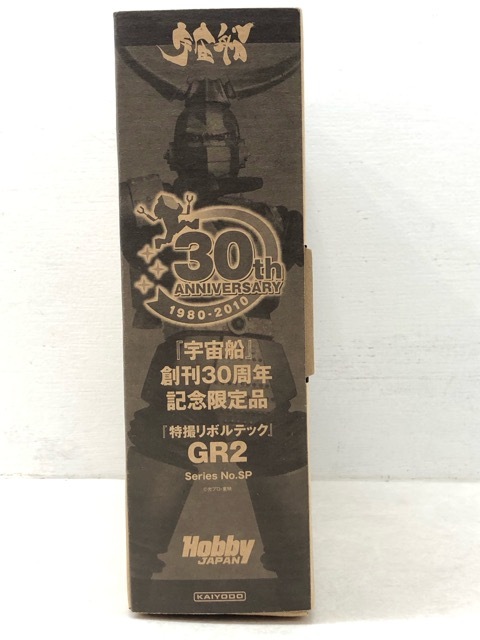 宇宙船
30th
ANNIVERSARY
1980-2010
『宇宙船』
創刊30周年
記念限定品
『特撮リボルテック』
GR2
Series No.SP
Hobby
JAPAN
KAIYODO